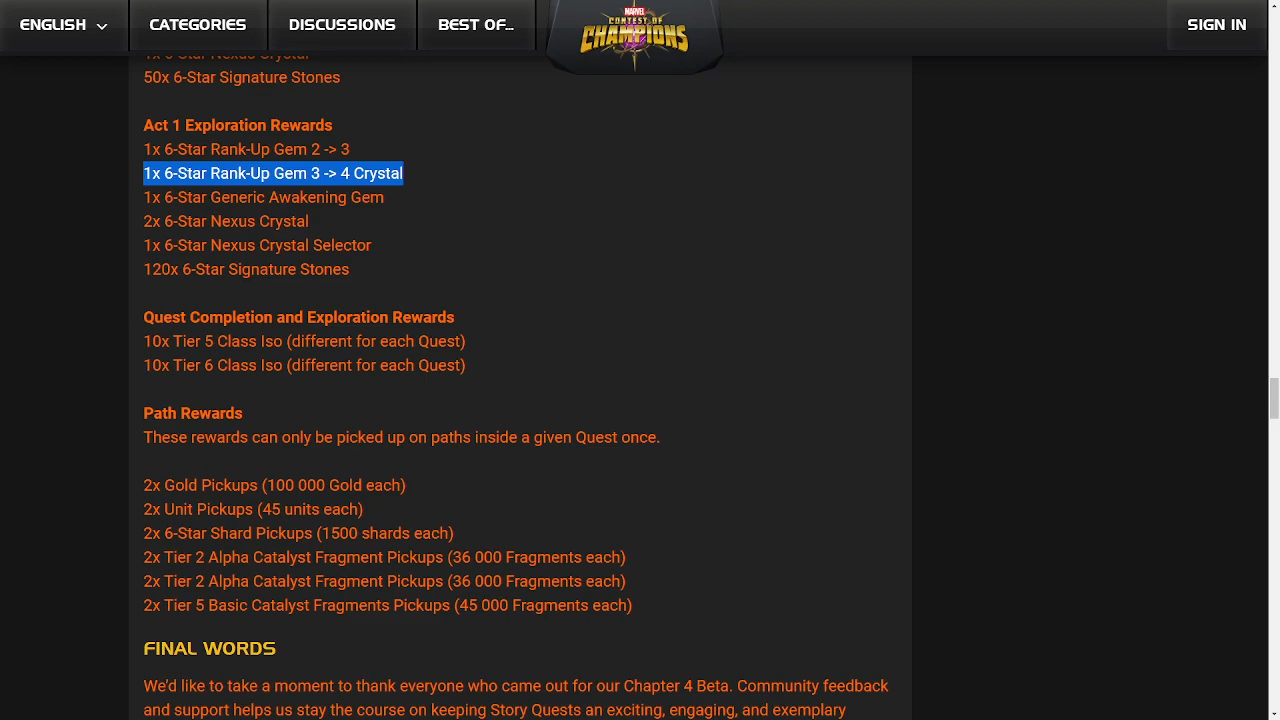 ENGLISH
CATEGORIES
DISCUSSIONS
BEST OF...
MARVEL
CONTEST OF
CHAMPIONS
SIGN IN
1x 6-Star Nexus Crystal
50x 6-Star Signature Stones
Act 1 Exploration Rewards
1x 6-Star Rank-Up Gem 2 -> 3
1x 6-Star Rank-Up Gem 3 -> 4 Crystal
1x 6-Star Generic Awakening Gem
2x 6-Star Nexus Crystal
1x 6-Star Nexus Crystal Selector
120x 6-Star Signature Stones
Quest Completion and Exploration Rewards
10x Tier 5 Class Iso (different for each Quest)
10x Tier 6 Class Iso (different for each Quest)
Path Rewards
These rewards can only be picked up on paths inside a given Quest once.
2x Gold Pickups (100 000 Gold each)
2x Unit Pickups (45 units each)
2x 6-Star Shard Pickups (1500 shards each)
2x Tier 2 Alpha Catalyst Fragment Pickups (36 000 Fragments each)
2x Tier 2 Alpha Catalyst Fragment Pickups (36 000 Fragments each)
2x Tier 5 Basic Catalyst Fragments Pickups (45 000 Fragments each)
FINAL WORDS
We'd like to take a moment to thank everyone who came out for our Chapter 4 Beta. Community feedback
and support helps us stay the course on keeping Story Quests an exciting, engaging, and exemplary